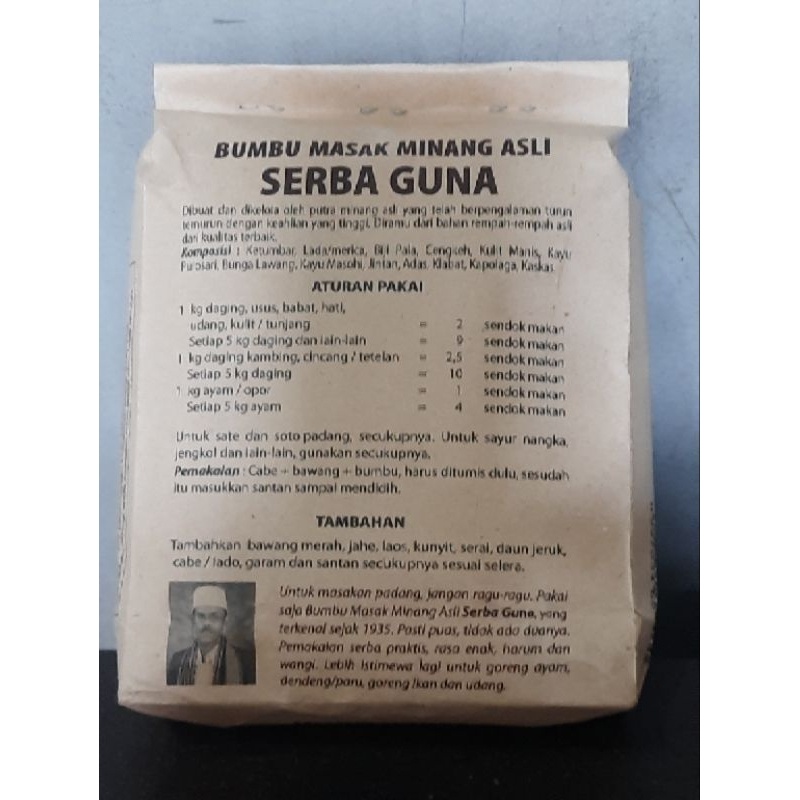 BUMBU MASAK MINANG ASLI
SERBA GUNA
Dibuat dan dikelola oleh putra minang asli yang telah berpengalaman turun
temurun dengan keahlian yang tinggi. Diramu dari bahan rempah-rempah asli
dari kualitas terbaik.
Komposisi : Ketumbar, Lada/merica, Biji Pala, Cengkeh, Kulit Manis, Kayu
Pulosari, Bunga Lawang, Kayu Masohi, Jintan, Adas, Klabat, Kapolaga, Kaskas.
ATURAN PAKAI
1 kg daging, usus, babat, hati,
udang, kulit / tunjang = 2 sendok makan
Setiap 5 kg daging dan lain-lain = 9 sendok makan
1 kg daging kambing, cincang / tetelan = 2,5 sendok makan
Setiap 5 kg daging = 10 sendok makan
1 kg ayam / opor = 1 sendok makan
Setiap 5 kg ayam = 4 sendok makan
Untuk sate dan soto padang, secukupnya. Untuk sayur nangka,
jengkol dan lain-lain, gunakan secukupnya.
Pemakaian : Cabe + bawang + bumbu, harus ditumis dulu, sesudah
itu masukkan santan sampai mendidih.
TAMBAHAN
Tambahkan bawang merah, jahe, laos, kunyit, serai, daun jeruk,
cabe / lado, garam dan santan secukupnya sesuai selera.
Untuk masakan padang, jangan ragu-ragu. Pakai
saja Bumbu Masak Minang Asli Serba Guna, yang
terkenal sejak 1935. Pasti puas, tidak ada duanya.
Pemakaian serba praktis, rasa enak, harum dan
wangi. Lebih istimewa lagi untuk goreng ayam,
dendeng/paru, goreng ikan dan udang.